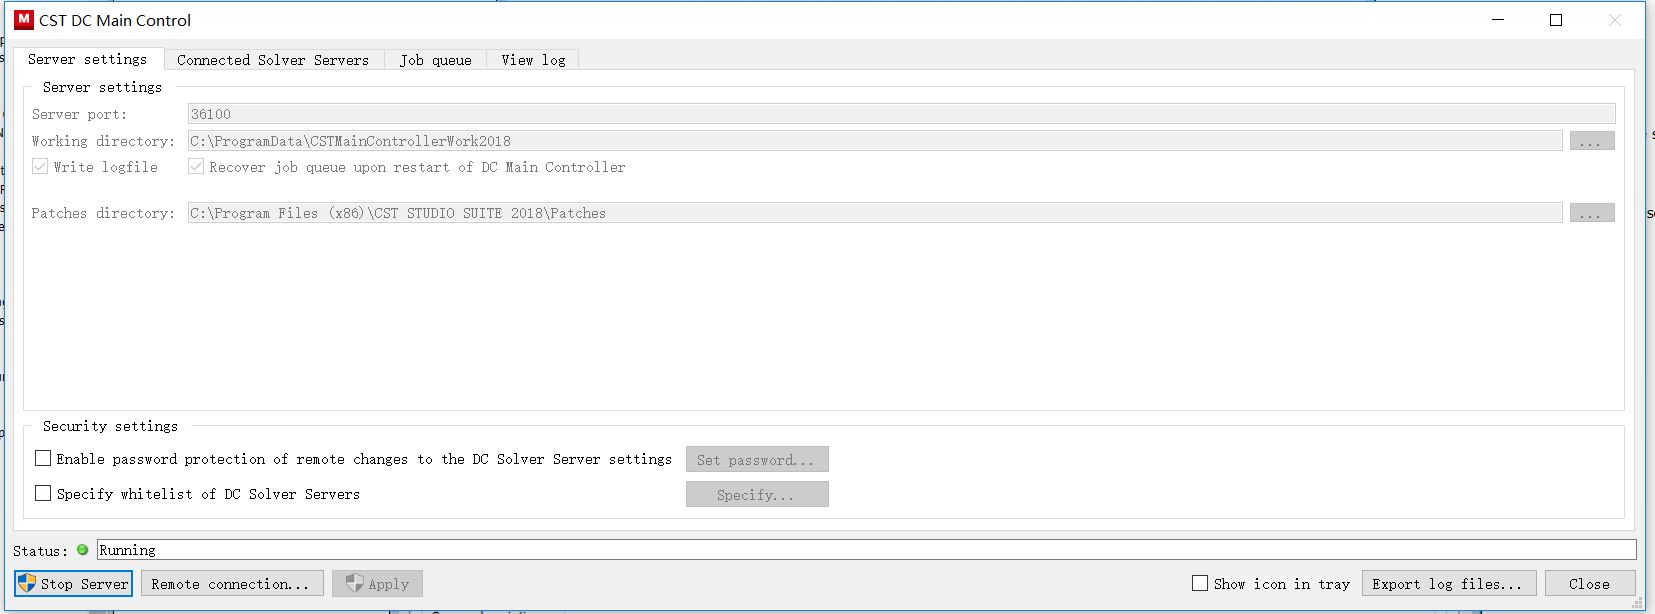 M CST DC Main Control
Server settings Connected Solver Servers Job queue View log
Server settings
Server port: 36100
Working directory: C:\ProgramData\CSTMainControllerWork2018 ...
Write logfile Recover job queue upon restart of DC Main Controller
Patches directory: C:\Program Files (x86)\CST STUDIO SUITE 2018\Patches ...
Security settings
Enable password protection of remote changes to the DC Solver Server settings Set password...
Specify whitelist of DC Solver Servers Specify...
Status: Running
Stop Server Remote connection... Apply Show icon in tray Export log files... Close